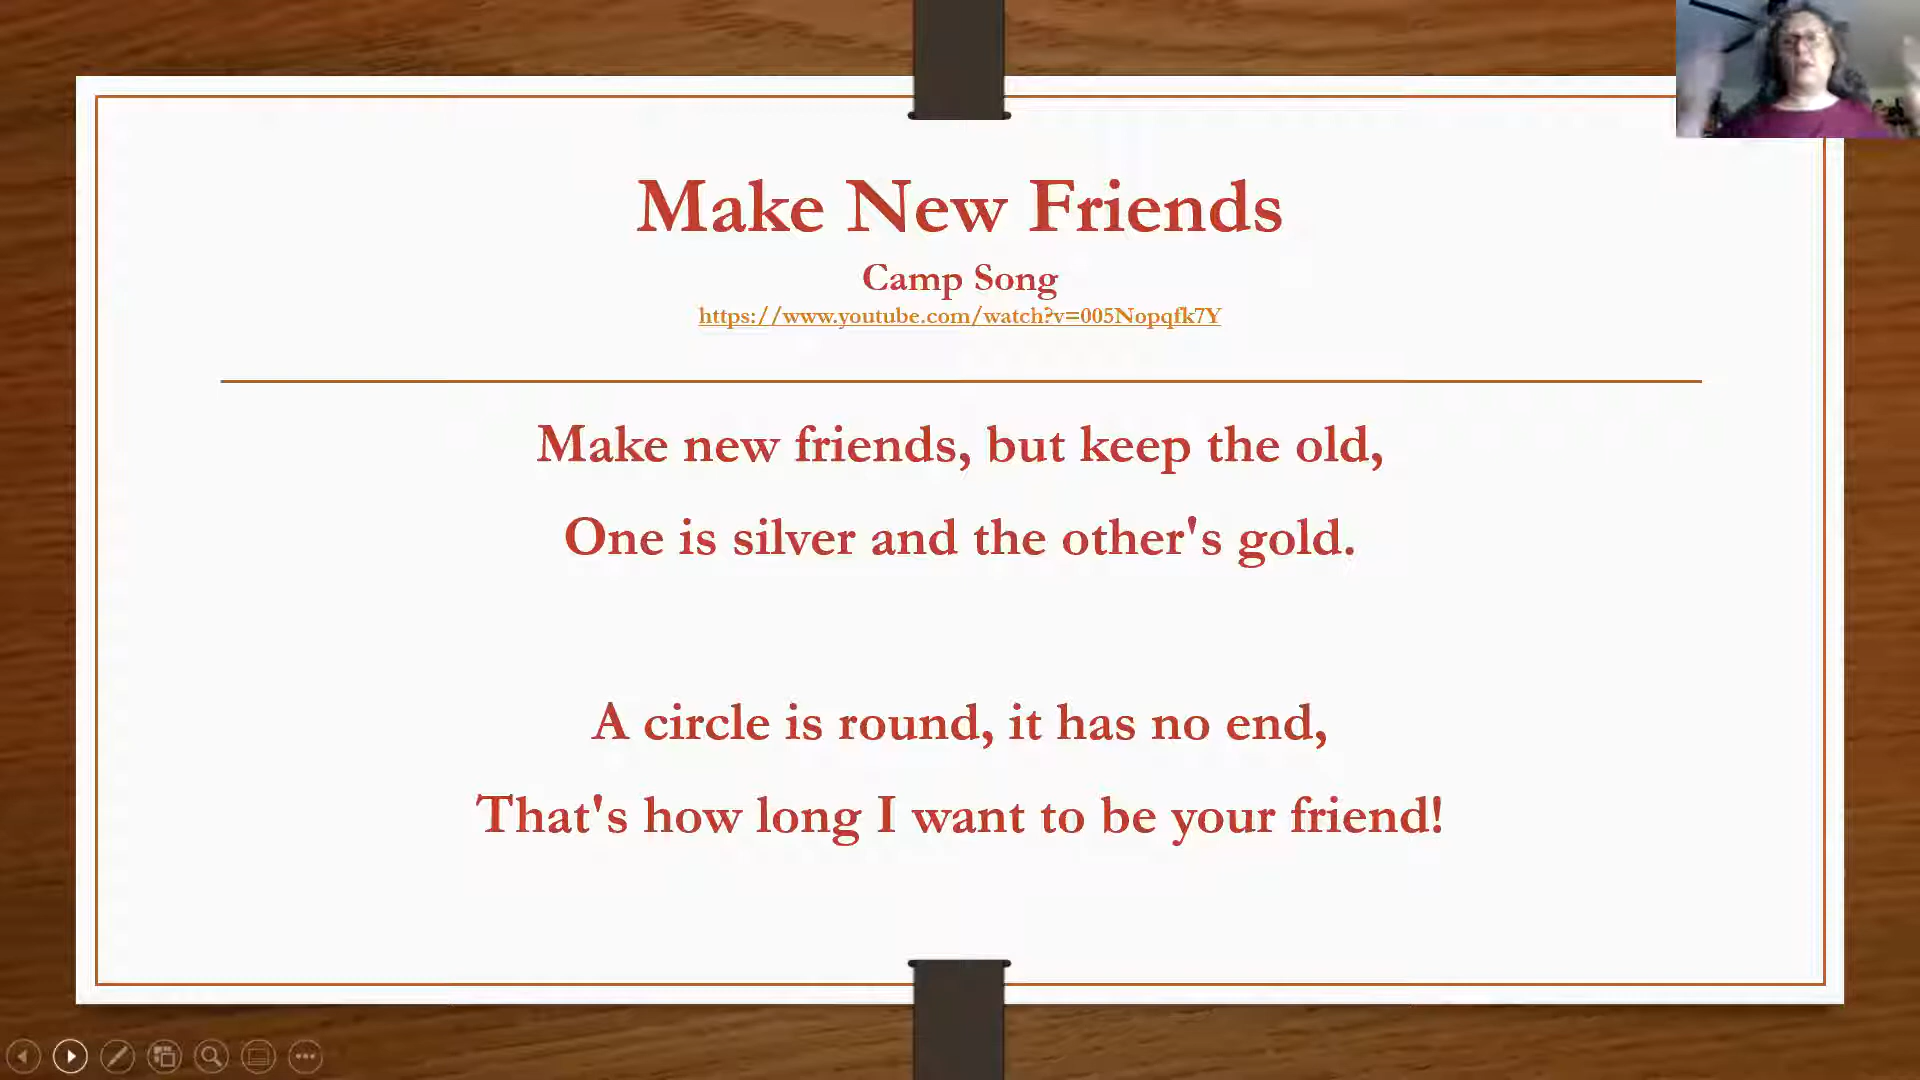 Make New Friends
Camp Song
https://www.youtube.com/watch?v=005Nopqfk7Y
Make new friends, but keep the old,
One is silver and the other's gold.
A circle is round, it has no end,
That's how long I want to be your friend!